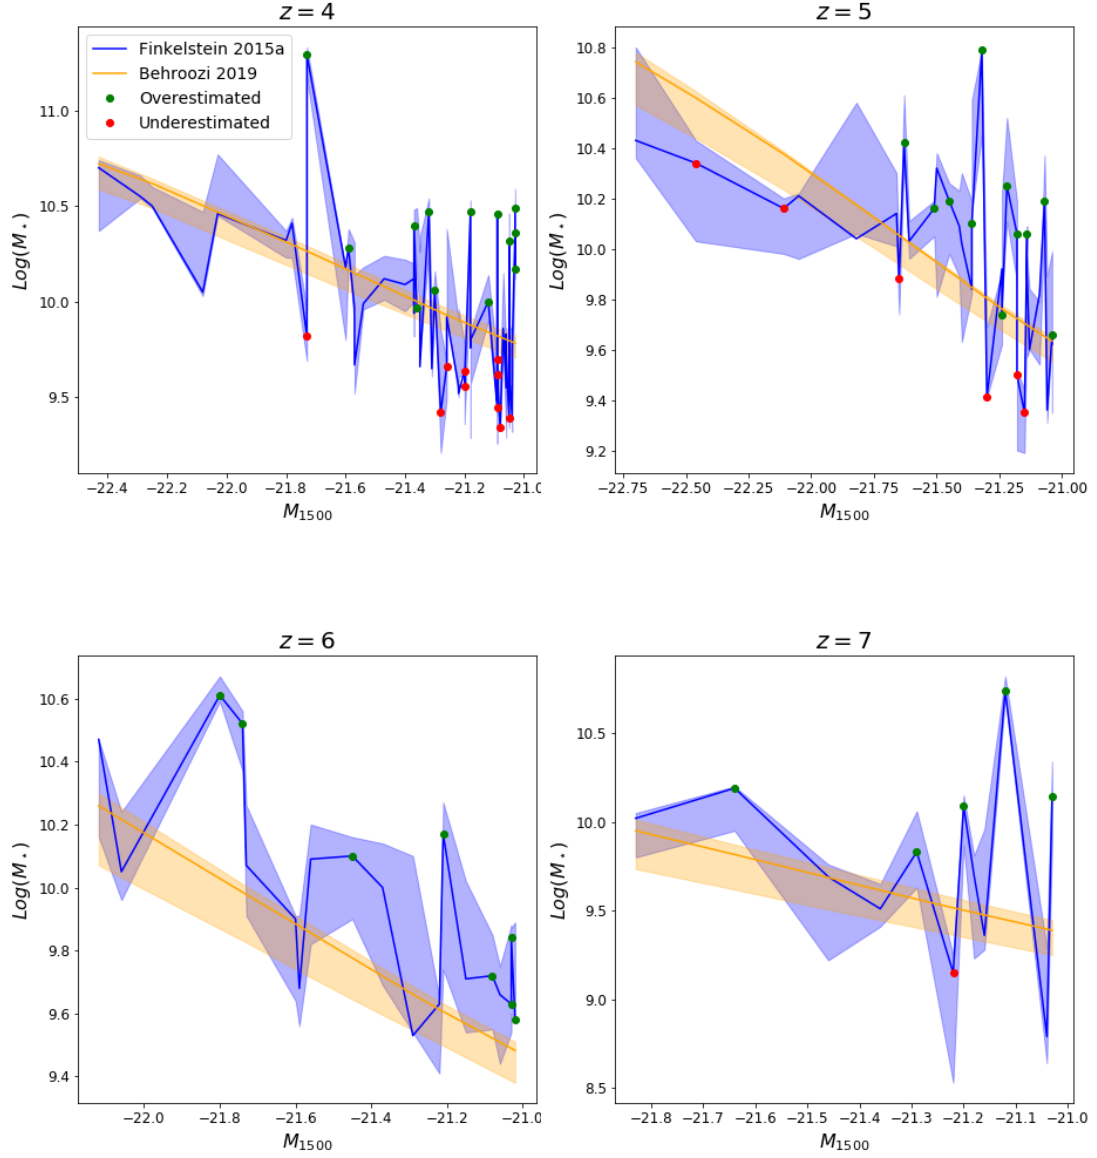 z = 4
Finkelstein 2015a
Behroozi 2019
Overestimated
Underestimated
11.0
10.5
10.0
9.5
Log(M⋆)
−22.4 −22.2 −22.0 −21.8 −21.6 −21.4 −21.2 −21.0
M1500
z = 5
10.8
10.6
10.4
10.2
10.0
9.8
9.6
9.4
9.2
Log(M⋆)
−22.75 −22.50 −22.25 −22.00 −21.75 −21.50 −21.25 −21.00
M1500
z = 6
10.6
10.4
10.2
10.0
9.8
9.6
9.4
Log(M⋆)
−22.0 −21.8 −21.6 −21.4 −21.2 −21.0
M1500
z = 7
10.5
10.0
9.5
9.0
8.5
Log(M⋆)
−21.8 −21.7 −21.6 −21.5 −21.4 −21.3 −21.2 −21.1 −21.0
M1500